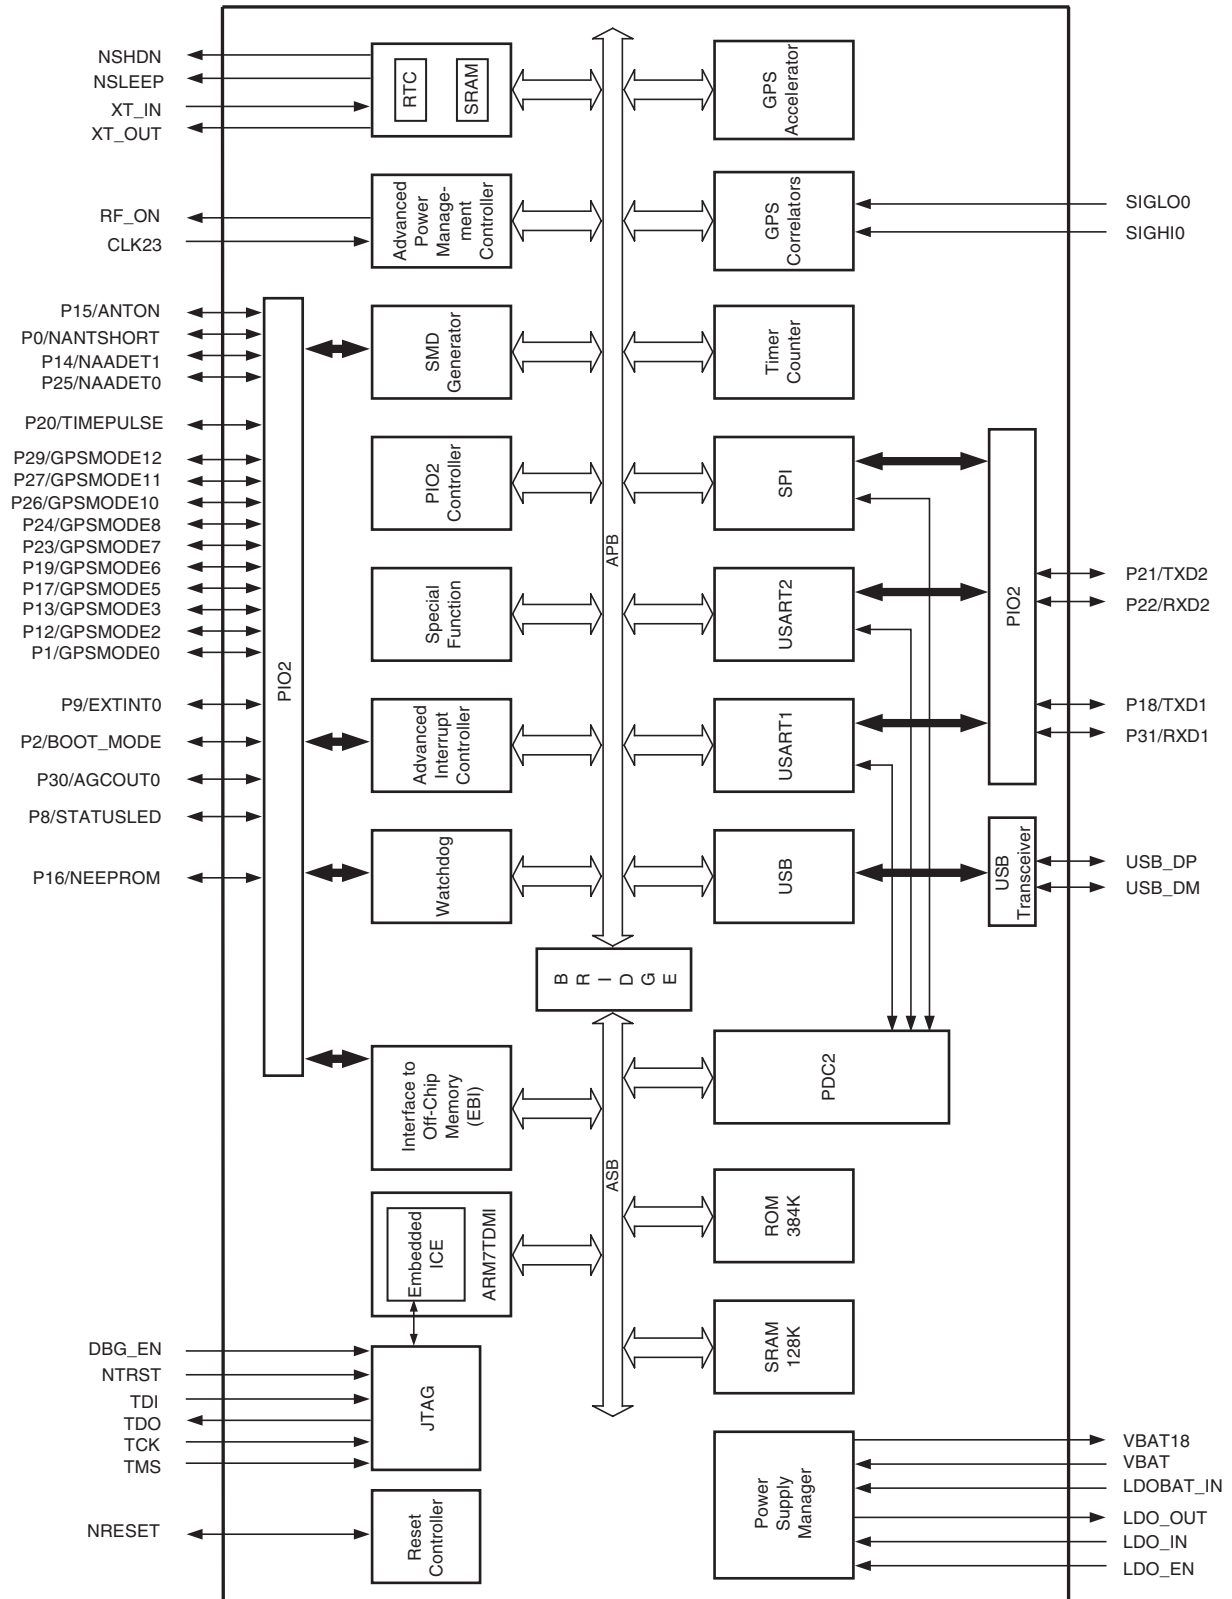 NSHDN
NSLEEP
XT_IN
XT_OUT
RF_ON
CLK23
P15/ANTON
P0/NANTSHORT
P14/NAADET1
P25/NAADET0
P20/TIMEPULSE
P29/GPSMODE12
P27/GPSMODE11
P26/GPSMODE10
P24/GPSMODE8
P23/GPSMODE7
P19/GPSMODE6
P17/GPSMODE5
P13/GPSMODE3
P12/GPSMODE2
P1/GPSMODE0
P9/EXTINT0
P2/BOOT_MODE
P30/AGCOUT0
P8/STATUSLED
P16/NEEPROM
DBG_EN
NTRST
TDI
TDO
TCK
TMS
NRESET
PIO2
RTC
SRAM
Advanced
Power
Manage-
ment
Controller
SMD
Generator
PIO2
Controller
Special
Function
Advanced
Interrupt
Controller
Watchdog
Interface to
Off-Chip
Memory
(EBI)
Embedded
ICE
ARM7TDMI
JTAG
Reset
Controller
APB
BRIDGE
ASB
GPS
Accelerator
GPS
Correlators
Timer
Counter
SPI
USART2
USART1
USB
PDC2
ROM
384K
SRAM
128K
Power
Supply
Manager
PIO2
USB
Transceiver
SIGLO0
SIGHI0
P21/TXD2
P22/RXD2
P18/TXD1
P31/RXD1
USB_DP
USB_DM
VBAT18
VBAT
LDOBAT_IN
LDO_OUT
LDO_IN
LDO_EN